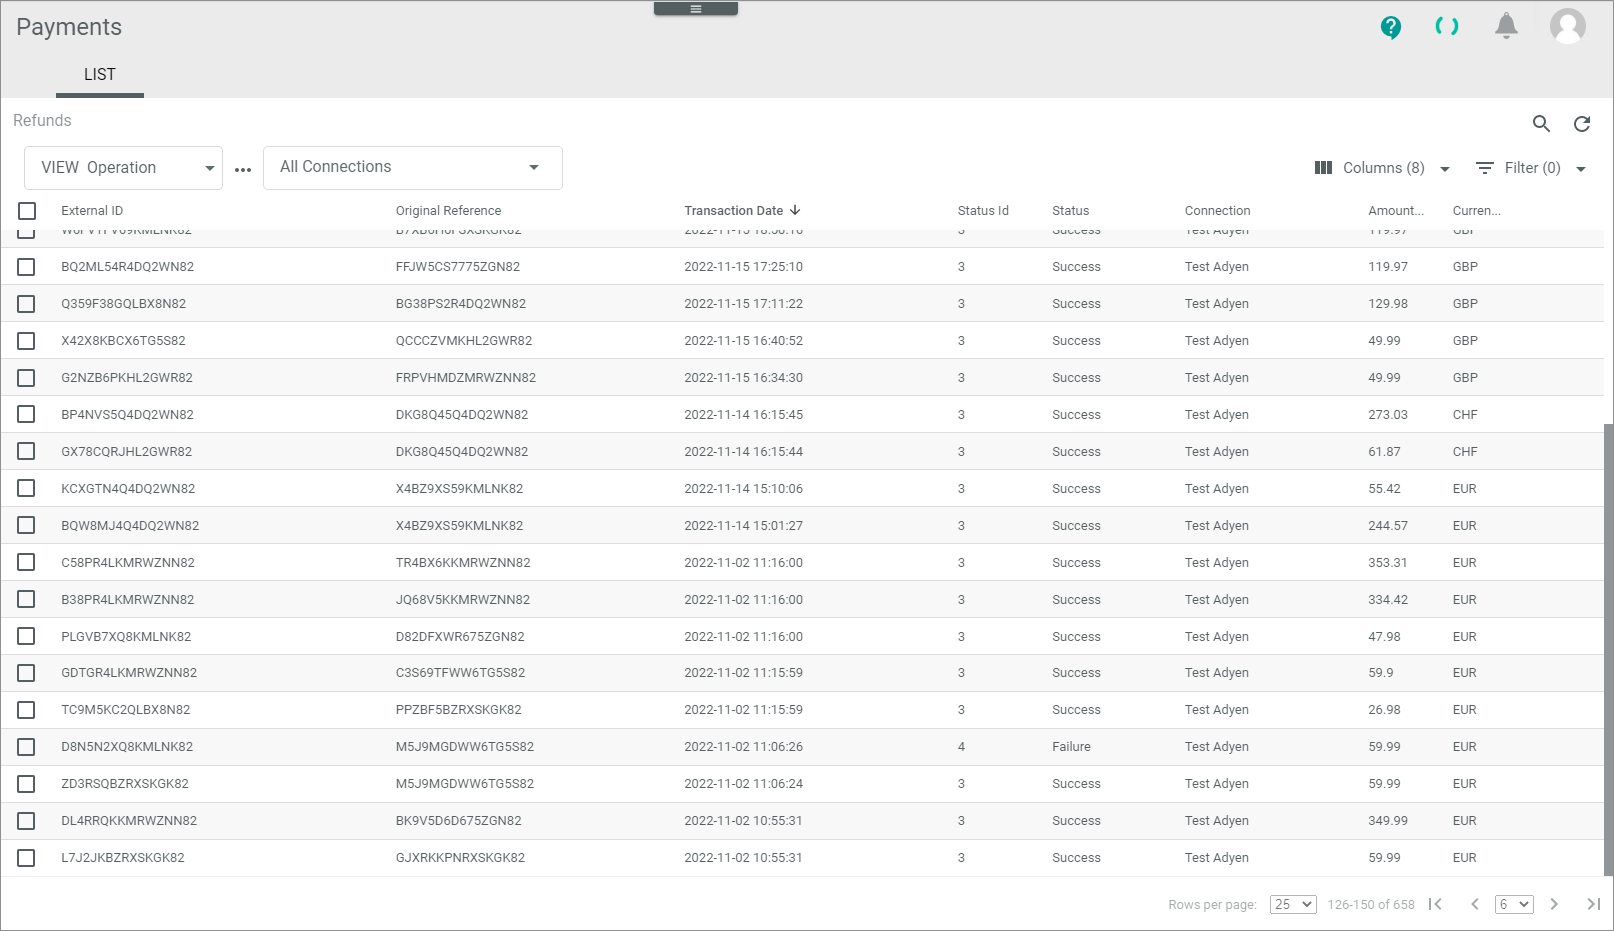 Payments
LIST
Refunds
VIEW Operation
All Connections
Columns (8)
Filter (0)
External ID Original Reference Transaction Date Status Id Status Connection Amount... Curren...
3 Success Test Adyen 119.97 GBP
BQ2ML54R4DQ2WN82 FFJW5CS7775ZGN82 2022-11-15 17:25:10 3 Success Test Adyen 119.97 GBP
Q359F38GQLBX8N82 BG38PS2R4DQ2WN82 2022-11-15 17:11:22 3 Success Test Adyen 129.98 GBP
X42X8KBCX6TG5S82 QCCCZVMKHL2GWR82 2022-11-15 16:40:52 3 Success Test Adyen 49.99 GBP
G2NZB6PKHL2GWR82 FRPVHMDZMRWZNN82 2022-11-15 16:34:30 3 Success Test Adyen 49.99 GBP
BP4NVS5Q4DQ2WN82 DKG8Q45Q4DQ2WN82 2022-11-14 16:15:45 3 Success Test Adyen 273.03 CHF
GX78CQRJHL2GWR82 DKG8Q45Q4DQ2WN82 2022-11-14 16:15:44 3 Success Test Adyen 61.87 CHF
KCXGTN4Q4DQ2WN82 X4BZ9XS59KMLNK82 2022-11-14 15:10:06 3 Success Test Adyen 55.42 EUR
BQW8MJ4Q4DQ2WN82 X4BZ9XS59KMLNK82 2022-11-14 15:01:27 3 Success Test Adyen 244.57 EUR
C58PR4LKMRWZNN82 TR4BX6KKMRWZNN82 2022-11-02 11:16:00 3 Success Test Adyen 353.31 EUR
B38PR4LKMRWZNN82 JQ68V5KKMRWZNN82 2022-11-02 11:16:00 3 Success Test Adyen 334.42 EUR
PLGVB7XQ8KMLNK82 D82DFXWR675ZGN82 2022-11-02 11:16:00 3 Success Test Adyen 47.98 EUR
GDTGR4LKMRWZNN82 C3S69TFWW6TG5S82 2022-11-02 11:15:59 3 Success Test Adyen 59.9 EUR
TC9M5KC2QLBX8N82 PPZBF5BZRXSKGK82 2022-11-02 11:15:59 3 Success Test Adyen 26.98 EUR
D8N5N2XQ8KMLNK82 M5J9MGDWW6TG5S82 2022-11-02 11:06:26 4 Failure Test Adyen 59.99 EUR
ZD3RSQBZRXSKGK82 M5J9MGDWW6TG5S82 2022-11-02 11:06:24 3 Success Test Adyen 59.99 EUR
DL4RRQKKMRWZNN82 BK9V5D6D675ZGN82 2022-11-02 10:55:31 3 Success Test Adyen 349.99 EUR
L7J2JKBZRXSKGK82 GJXRKKPNRXSKGK82 2022-11-02 10:55:31 3 Success Test Adyen 59.99 EUR
Rows per page: 25 126-150 of 658 6